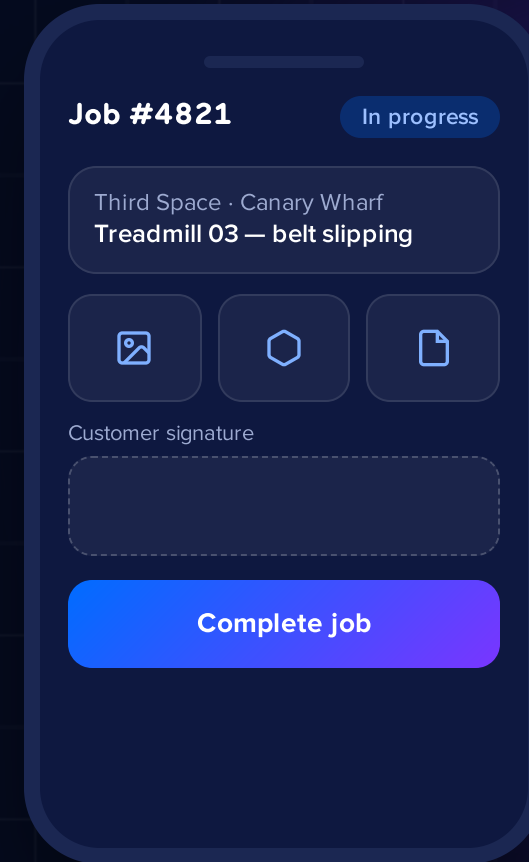 Job #4821
In progress
Third Space · Canary Wharf
Treadmill 03 — belt slipping
Customer signature
Complete job